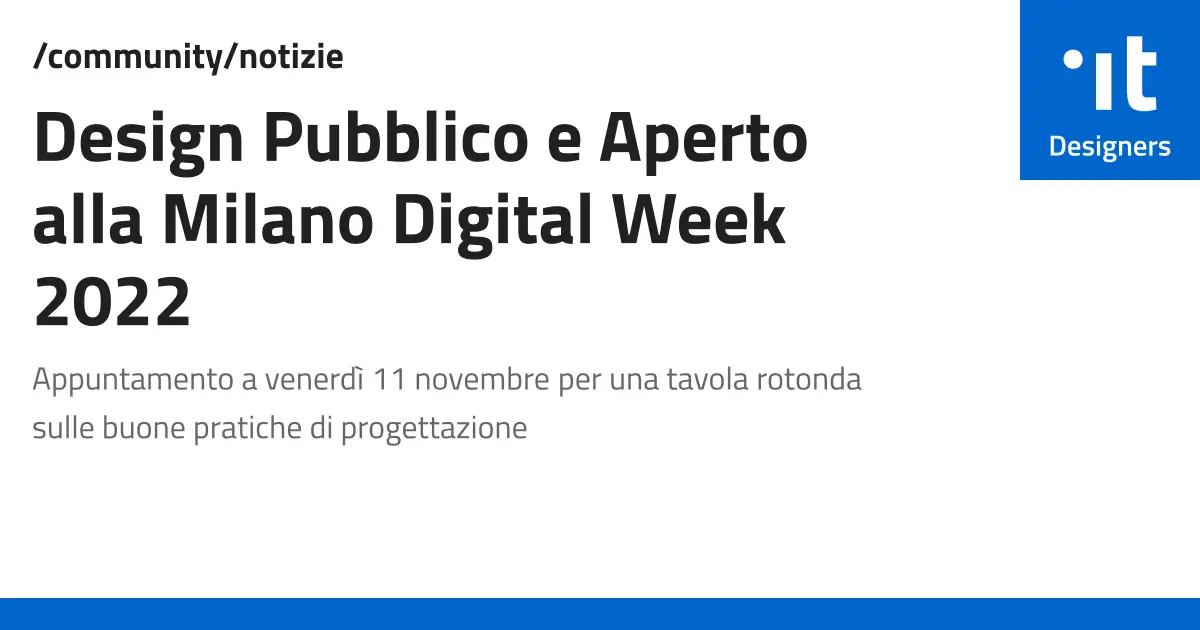 /community/notizie
Design Pubblico e Aperto
alla Milano Digital Week
2022
Appuntamento a venerdì 11 novembre per una tavola rotonda
sulle buone pratiche di progettazione
it
Designers